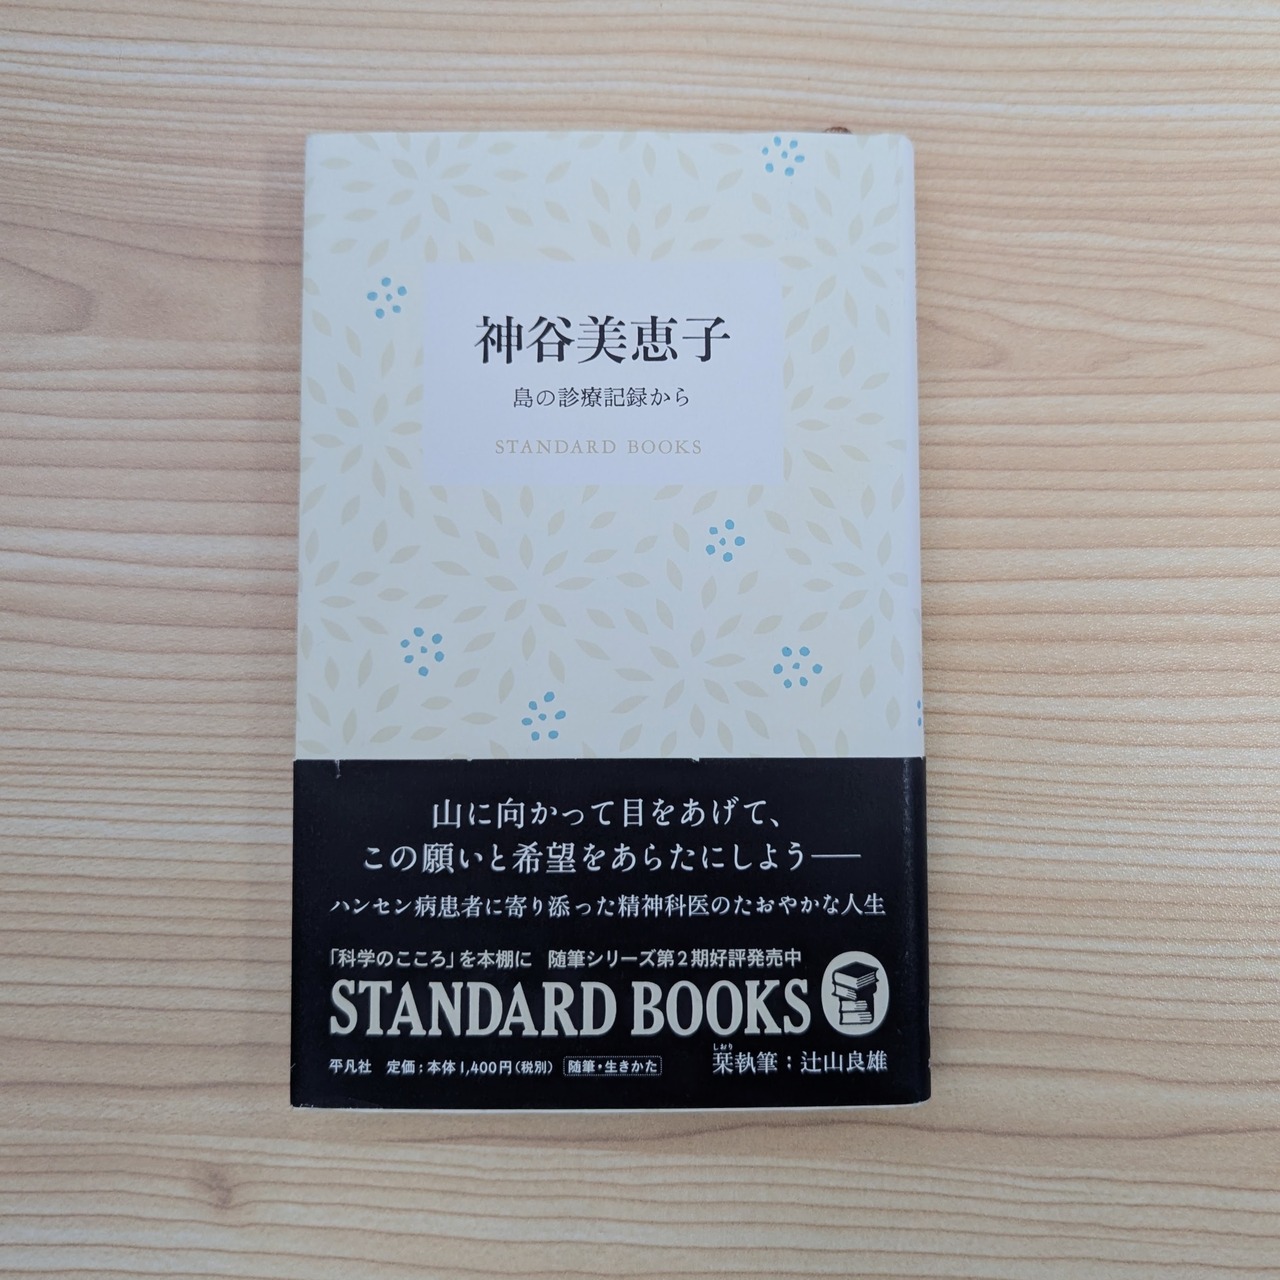 神谷美恵子
島の診療記録から
STANDARD BOOKS
山に向かって目をあげて、
この願いと希望をあらたにしよう――
ハンセン病患者に寄り添った精神科医のたおやかな人生
「科学のこころ」を本棚に 随筆シリーズ第2期好評発売中
STANDARD BOOKS
平凡社 定価:本体1,400円(税別) 随筆・生きかた
しおり
栞執筆:辻山良雄